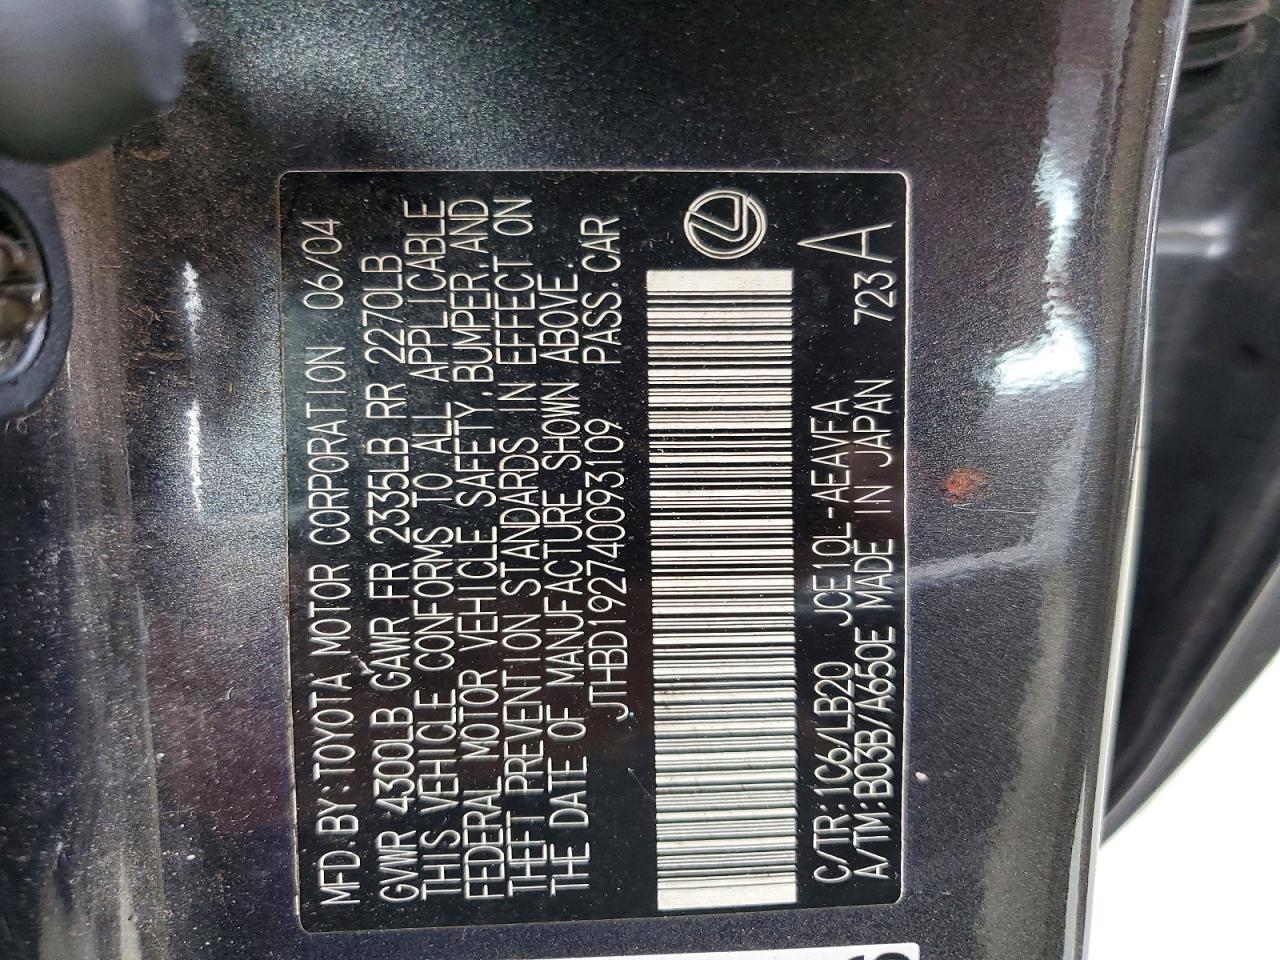 MFD.BY:TOYOTA MOTOR CORPORATION 06/04
GVWR 4300LB GAWR FR 2335LB RR 2270LB
THIS VEHICLE CONFORMS TO ALL APPLICABLE
FEDERAL MOTOR VEHICLE SAFETY,BUMPER,AND
THEFT PREVENTION STANDARDS IN EFFECT ON
THE DATE OF MANUFACTURE SHOWN ABOVE.
JTHBD192740093109 PASS.CAR
C/TR:1C6/LB20 JCE10L-AEAVFA
A/TM:B03B/A650E MADE IN JAPAN 723 A